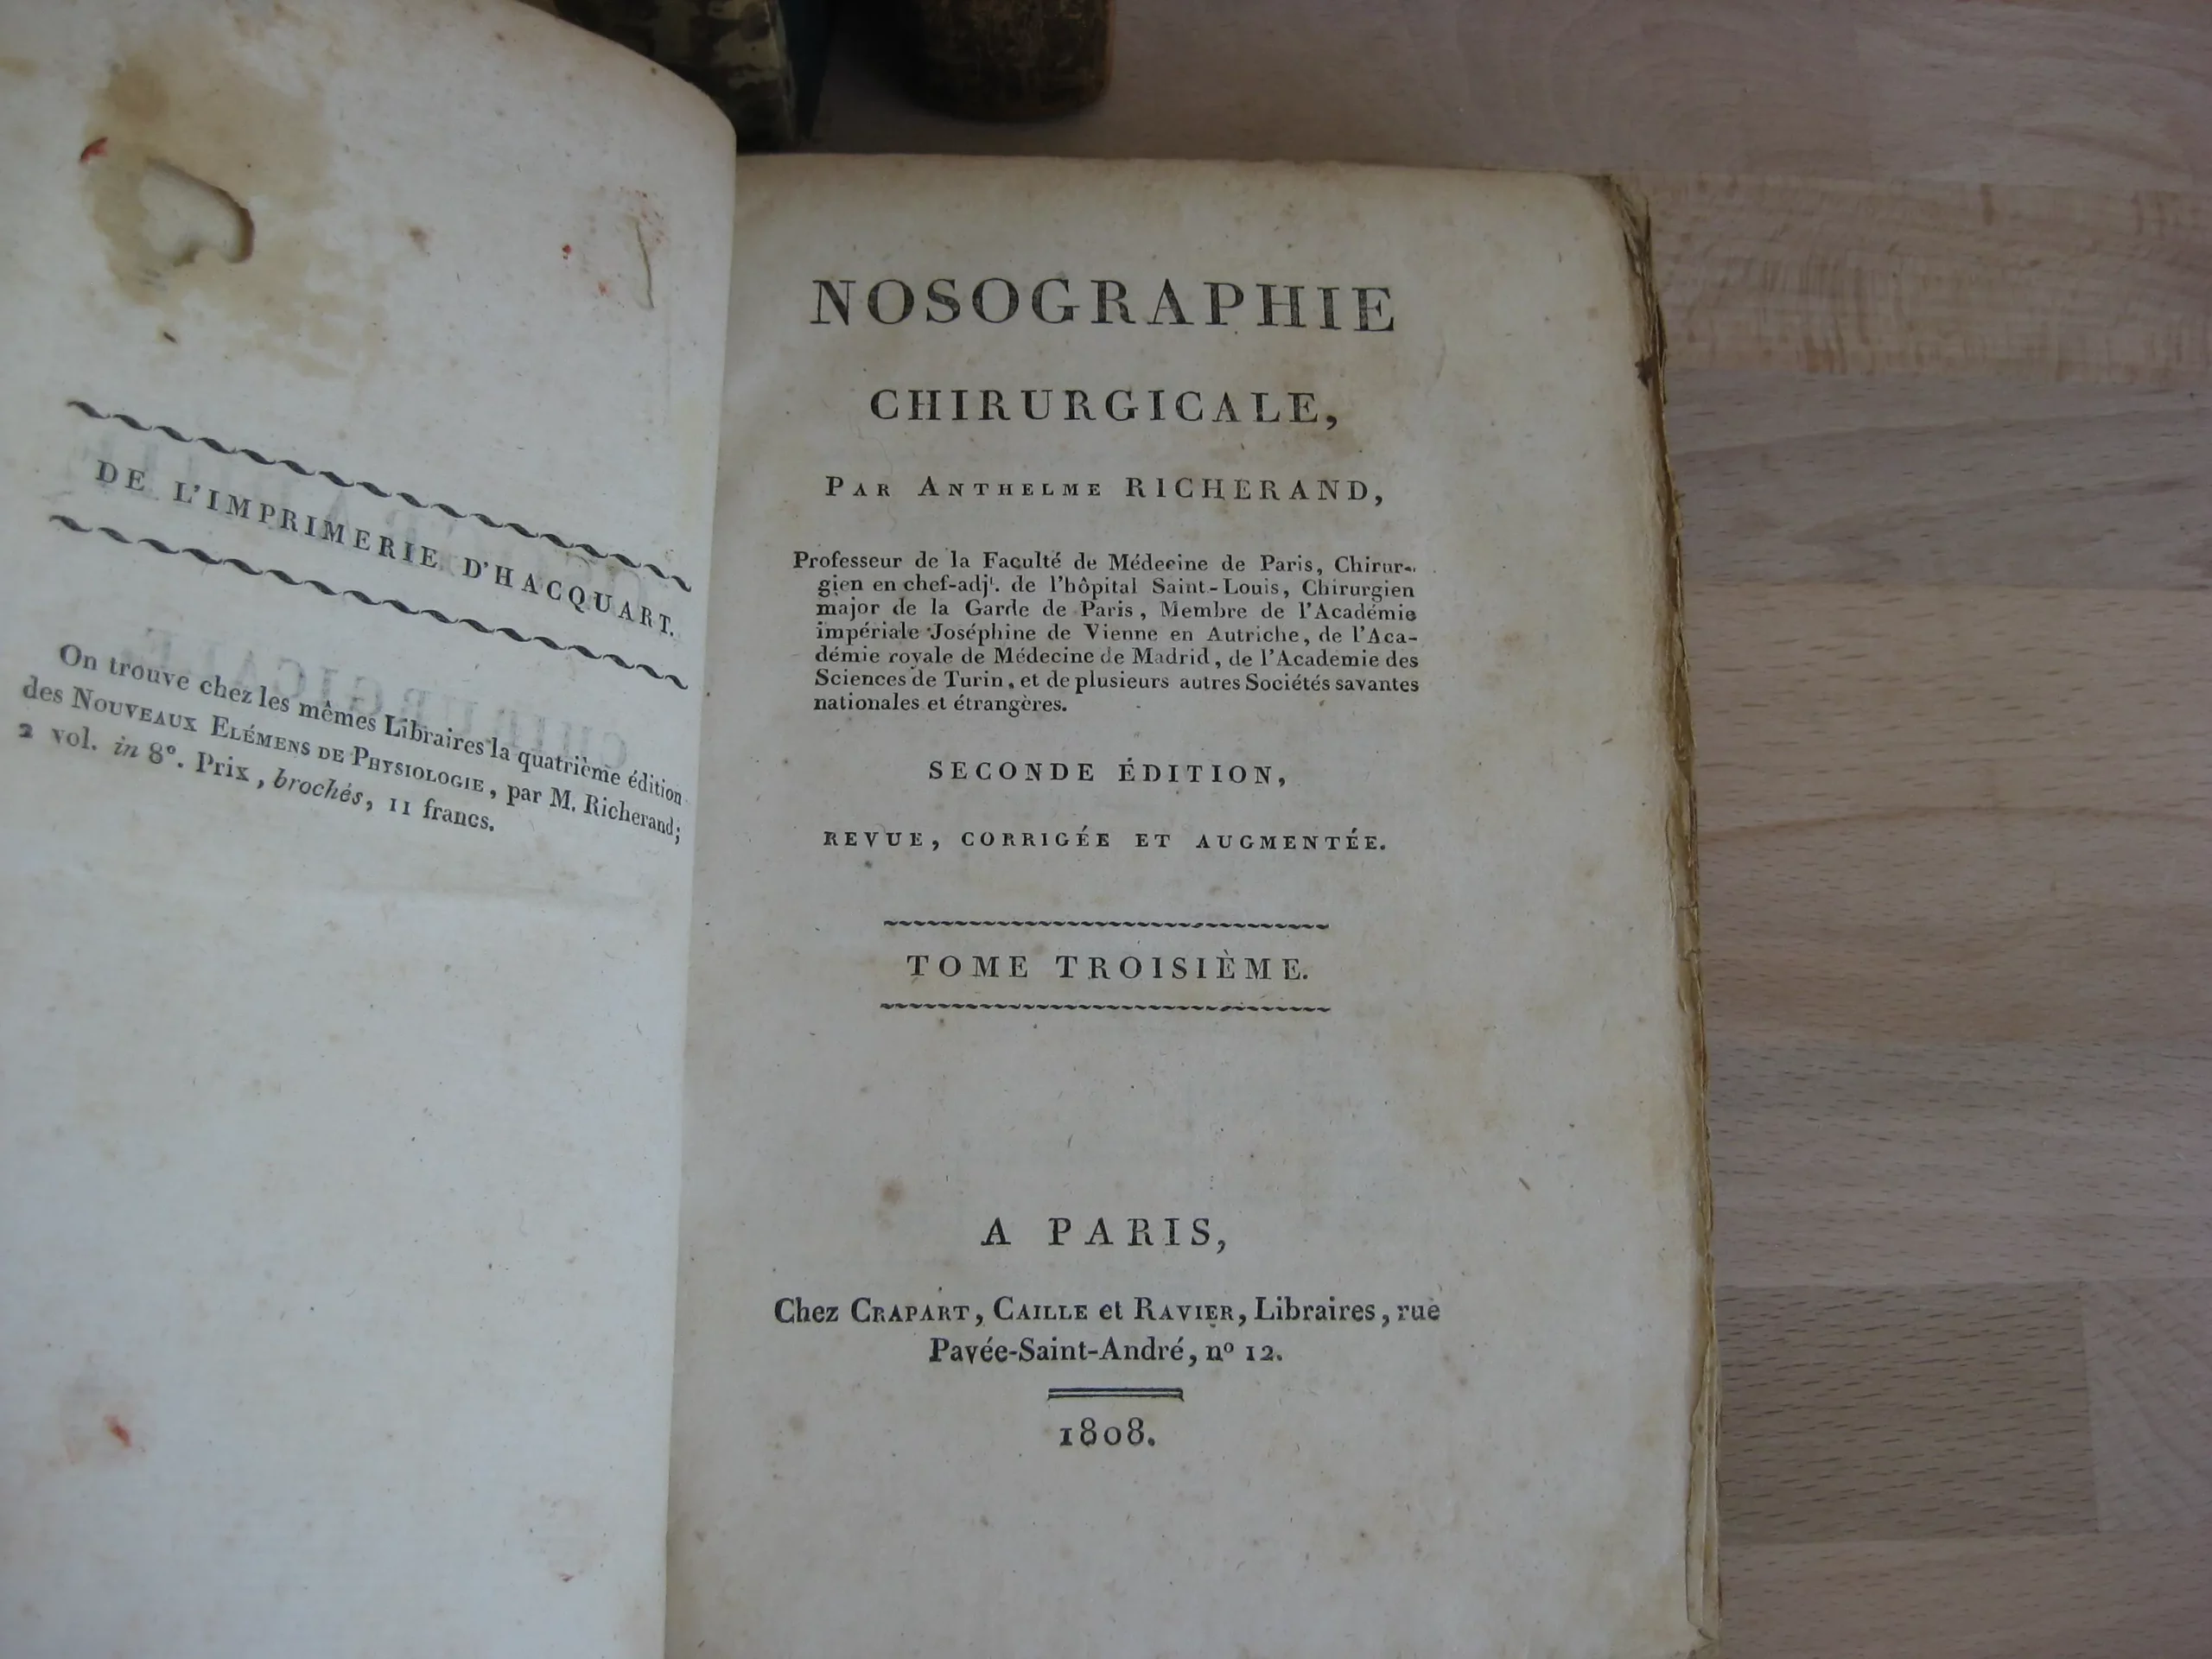 DE L'IMPRIMERIE D'HACQUART.
On trouve chez les mêmes Libraires la quatrième édition
des NOUVEAUX ELÉMENS DE PHYSIOLOGIE, par M. Richerand;
2 vol. in 8°. Prix, brochés, 11 francs.
NOSOGRAPHIE
CHIRURGICALE,
PAR ANTHELME RICHERAND,
Professeur de la Faculté de Médecine de Paris, Chirur-
gien en chef-adjt. de l'hôpital Saint-Louis, Chirurgien
major de la Garde de Paris, Membre de l'Académie
impériale Joséphine de Vienne en Autriche, de l'Aca-
démie royale de Médecine de Madrid, de l'Academie des
Sciences de Turin, et de plusieurs autres Sociétés savantes
nationales et étrangères.
SECONDE ÉDITION,
REVUE, CORRIGÉE ET AUGMENTÉE.
TOME TROISIÈME.
A PARIS,
Chez CRAPART, CAILLE et RAVIER, Libraires, rue
Pavée-Saint-André, nº 12.
1808.